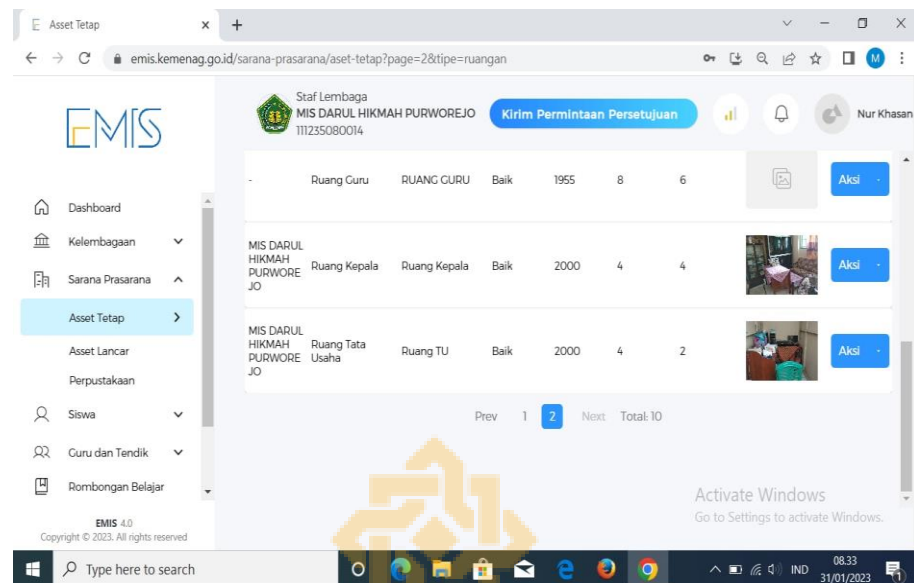 Asset Tetap
emis.kemenag.go.id/sarana-prasarana/aset-tetap?page=2&tipe=ruangan
M
EMIS
Staf Lembaga
MIS DARUL HIKMAH PURWOREJO
111235080014
Kirim Permintaan Persetujuan
Nur Khasan
Dashboard
Kelembagaan
Sarana Prasarana
Asset Tetap
Asset Lancar
Perpustakaan
Siswa
Guru dan Tendik
Rombongan Belajar
EMIS 4.0
Copyright © 2023. All rights reserved
- Ruang Guru RUANG GURU Baik 1955 8 6 Aksi
MIS DARUL
HIKMAH
PURWORE
JO
Ruang Kepala Ruang Kepala Baik 2000 4 4 Aksi
MIS DARUL
HIKMAH
PURWORE
JO
Ruang Tata
Usaha
Ruang TU Baik 2000 4 2 Aksi
Prev 1 2 Next Total: 10
Activate Windows
Go to Settings to activate Windows.
Type here to search
IND
08.33
31/01/2023